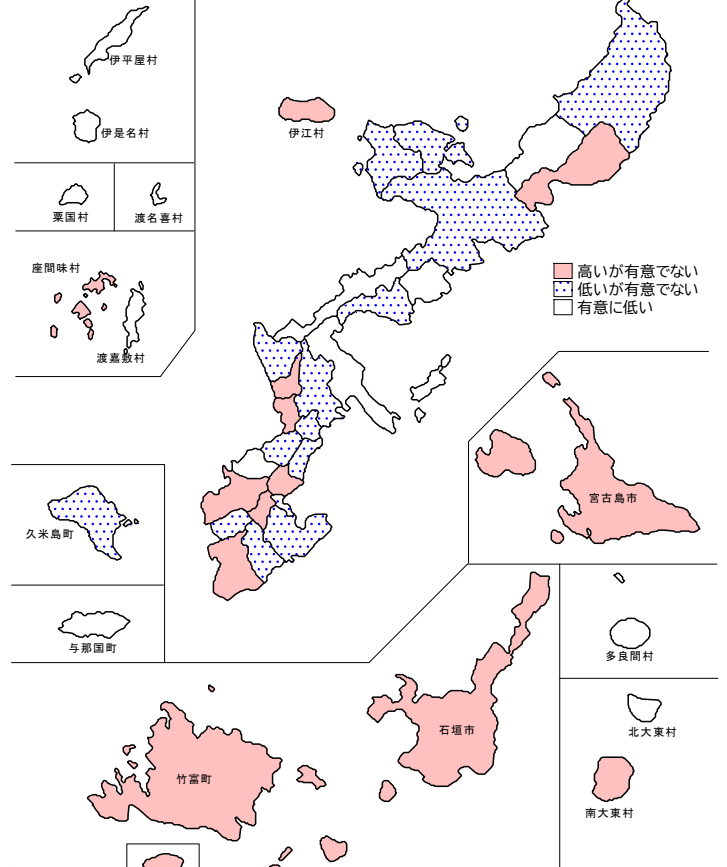 伊平屋村
伊是名村
伊江村
粟国村
渡名喜村
座間味村
渡嘉敷村
高いが有意でない
低いが有意でない
有意に低い
宮古島市
久米島町
与那国町
多良間村
石垣市
北大東村
竹富町
南大東村